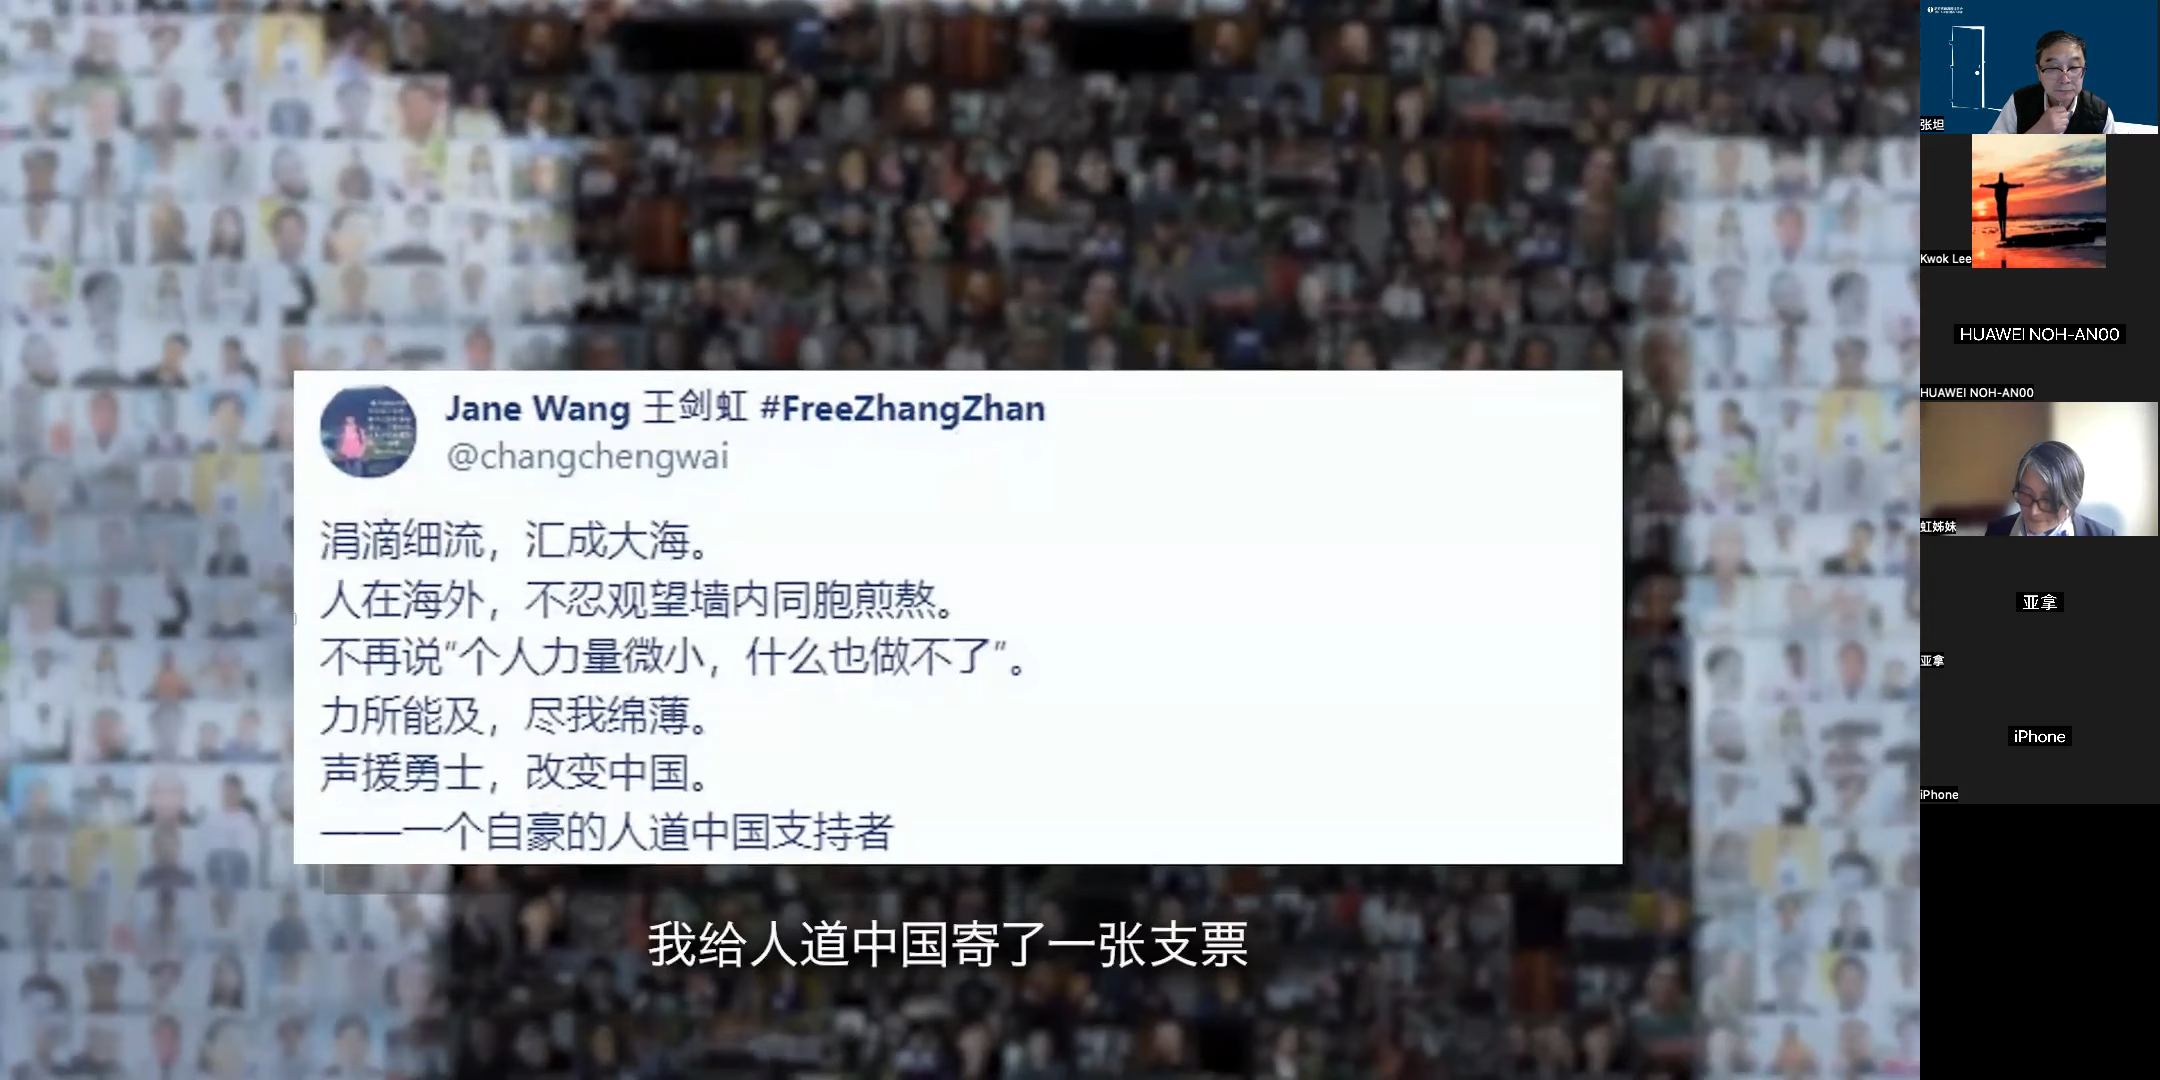 Jane Wang 王剑虹 #FreeZhangZhan
@changchengwai
涓滴细流，汇成大海。
人在海外，不忍观望墙内同胞煎熬。
不再说“个人力量微小，什么也做不了”。
力所能及，尽我绵薄。
声援勇士，改变中国。
——一个自豪的人道中国支持者
我给人道中国寄了一张支票
张坦
Kwok Lee
HUAWEI NOH-AN00
HUAWEI NOH-AN00
虹姊妹
亚拿
亚拿
iPhone
iPhone